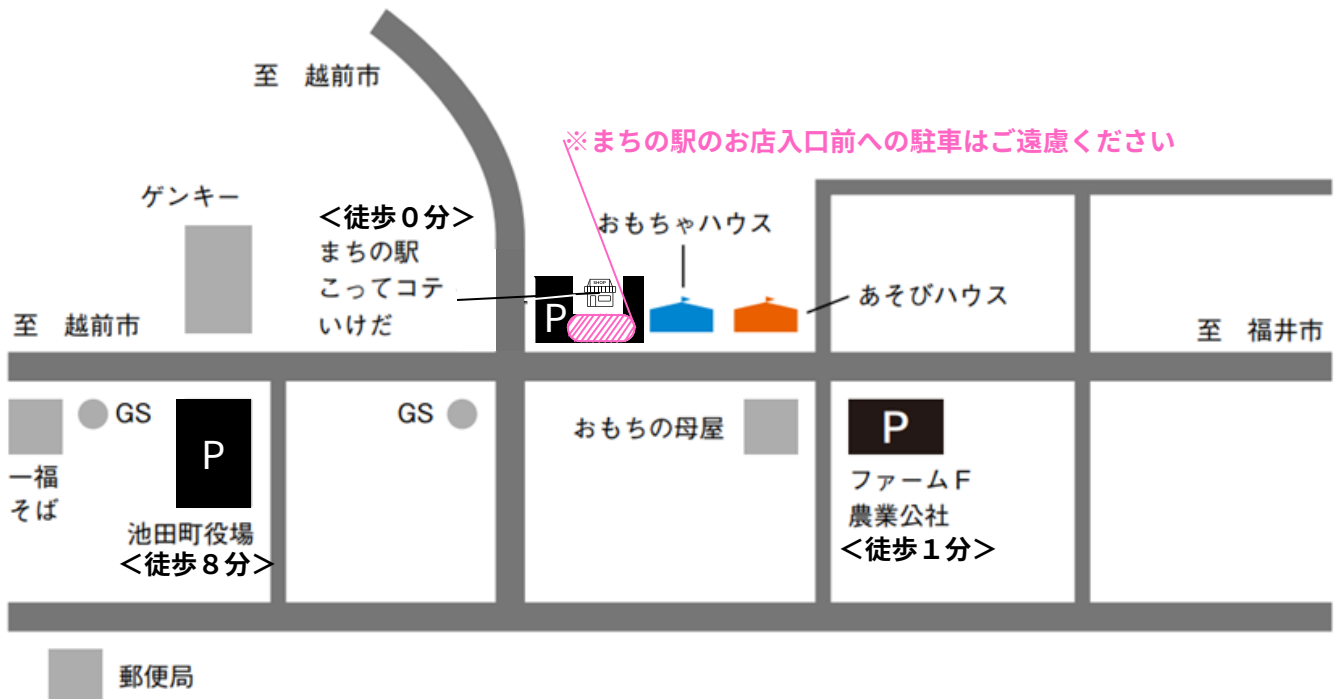 至　越前市
※まちの駅のお店入口前への駐車はご遠慮ください
ゲンキー
＜徒歩０分＞
まちの駅
こってコテ
いけだ
おもちゃハウス
SHOP
P
あそびハウス
至　越前市
至　福井市
GS
P
GS
おもちの母屋
P
一福
そば
ファームＦ
農業公社
＜徒歩１分＞
池田町役場
＜徒歩８分＞
郵便局